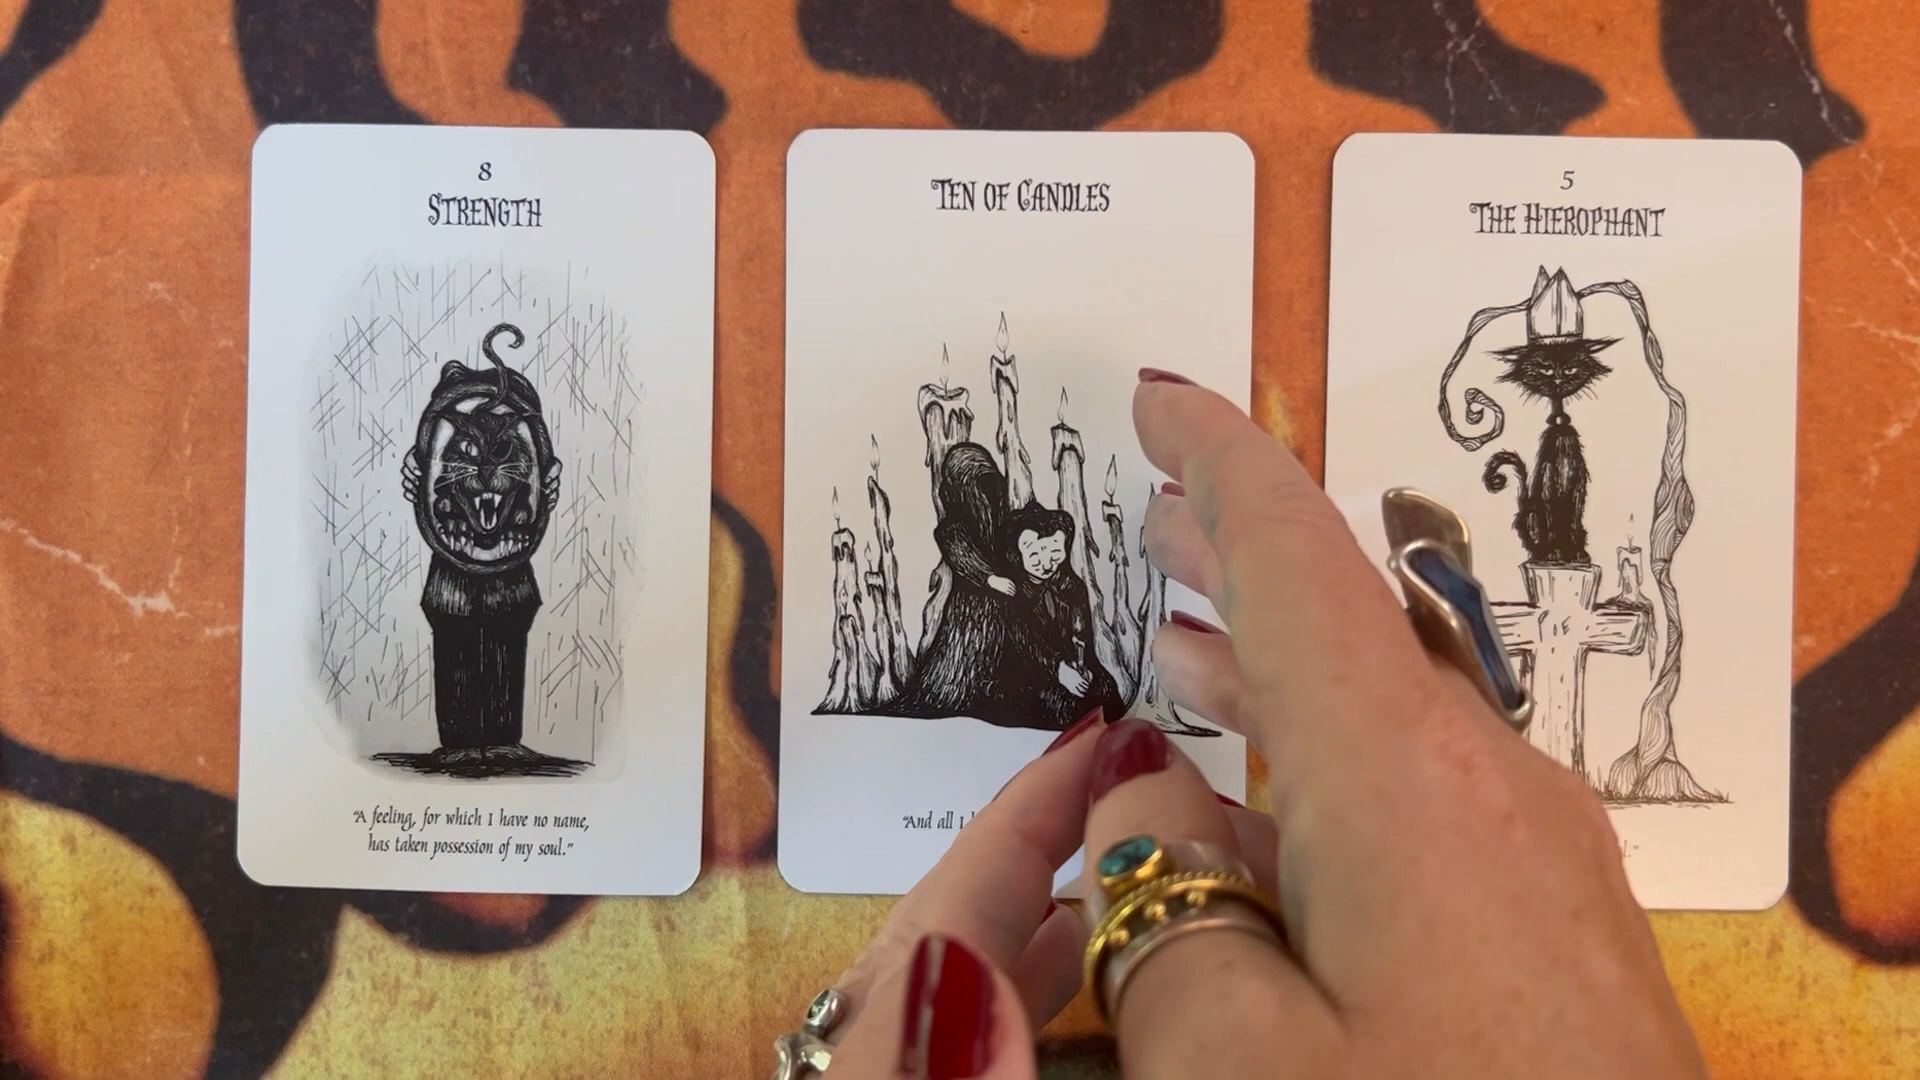 8
STRENGTH
"A feeling, for which I have no name,
has taken possession of my soul."
TEN OF CANDLES
"And all I
5
THE HIEROPHANT